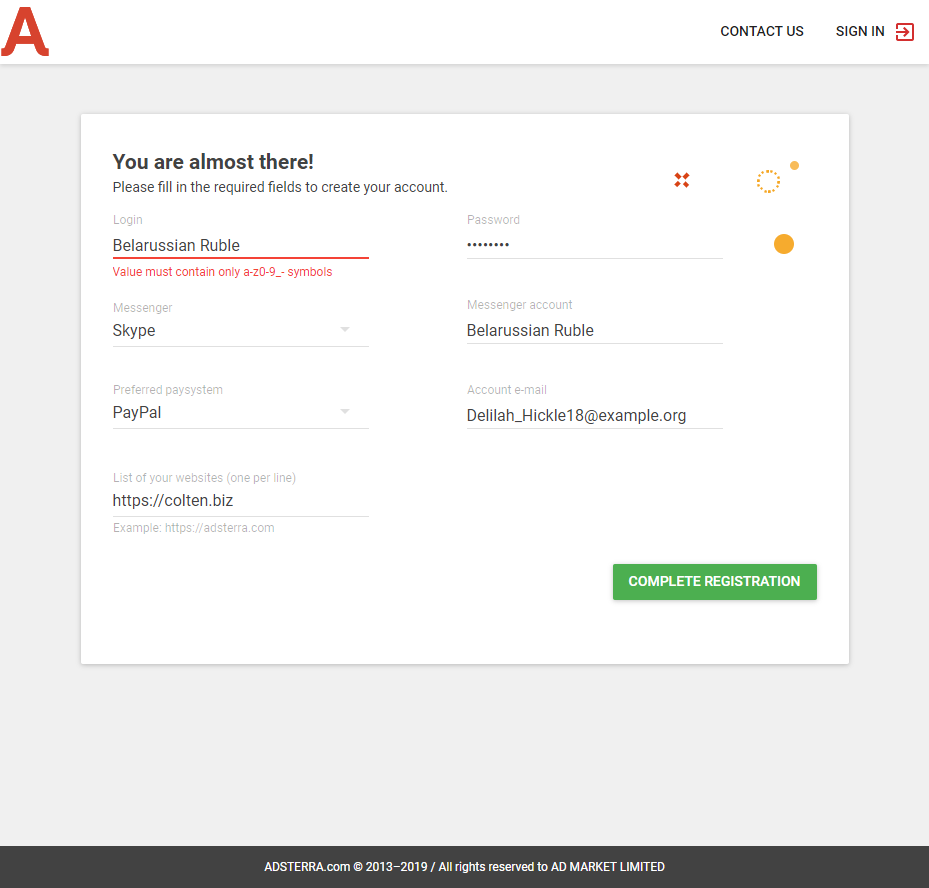 A
CONTACT US
SIGN IN
You are almost there!
Please fill in the required fields to create your account.
Login
Password
Belarussian Ruble
••••••••
Value must contain only a-z0-9_- symbols
Messenger
Messenger account
Skype
Belarussian Ruble
Preferred paysystem
Account e-mail
PayPal
Delilah_Hickle18@example.org
List of your websites (one per line)
https://colten.biz
Example: https://adsterra.com
COMPLETE REGISTRATION
ADSTERRA.com © 2013–2019 / All rights reserved to AD MARKET LIMITED